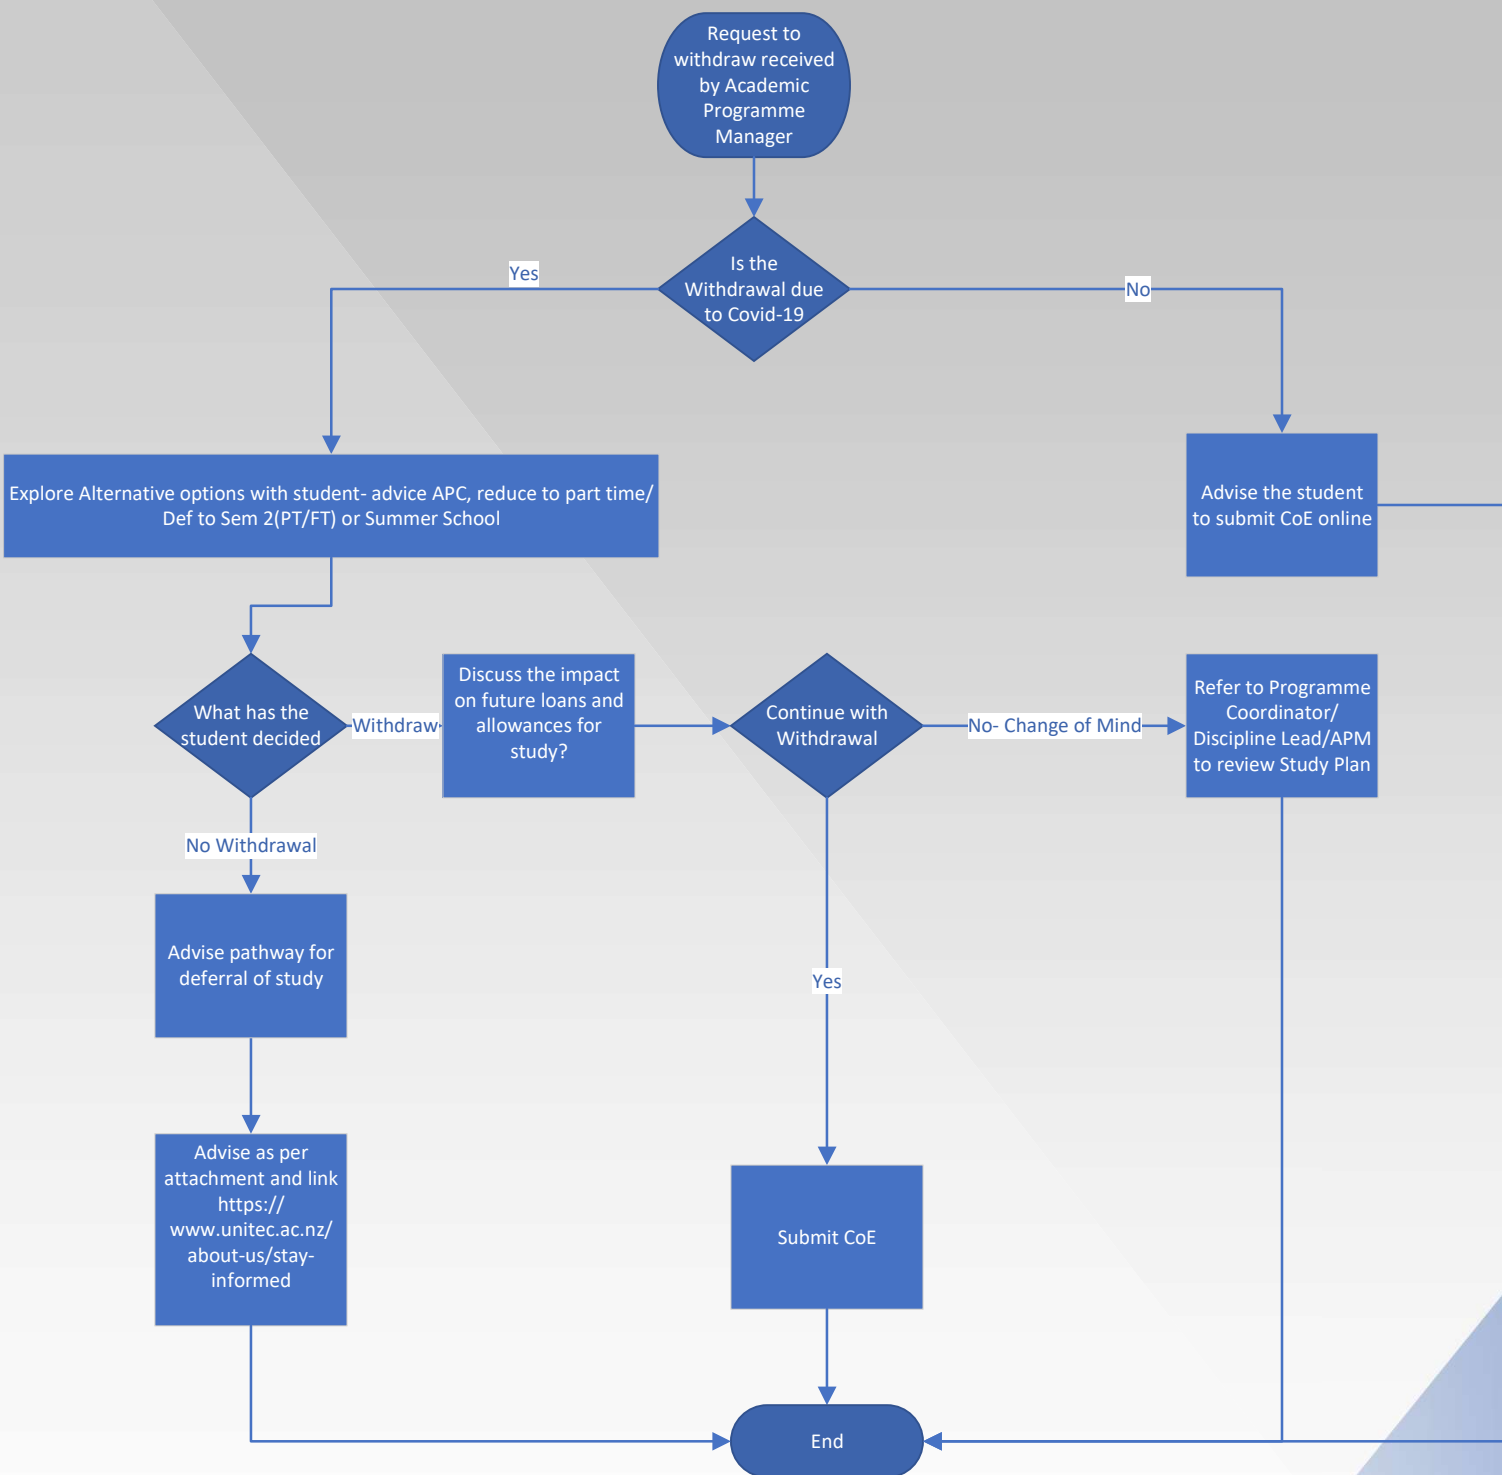 Request to
withdraw received
by Academic
Programme
Manager
Is the
Withdrawal due
to Covid-19
Yes
No
Explore Alternative options with student- advice APC, reduce to part time/
Def to Sem 2(PT/FT) or Summer School
Advise the student
to submit CoE online
What has the
student decided
Withdraw
Discuss the impact
on future loans and
allowances for
study?
Continue with
Withdrawal
No- Change of Mind
Refer to Programme
Coordinator/
Discipline Lead/APM
to review Study Plan
No Withdrawal
Advise pathway for
deferral of study
Yes
Advise as per
attachment and link
https://
www.unitec.ac.nz/
about-us/stay-
informed
Submit CoE
End